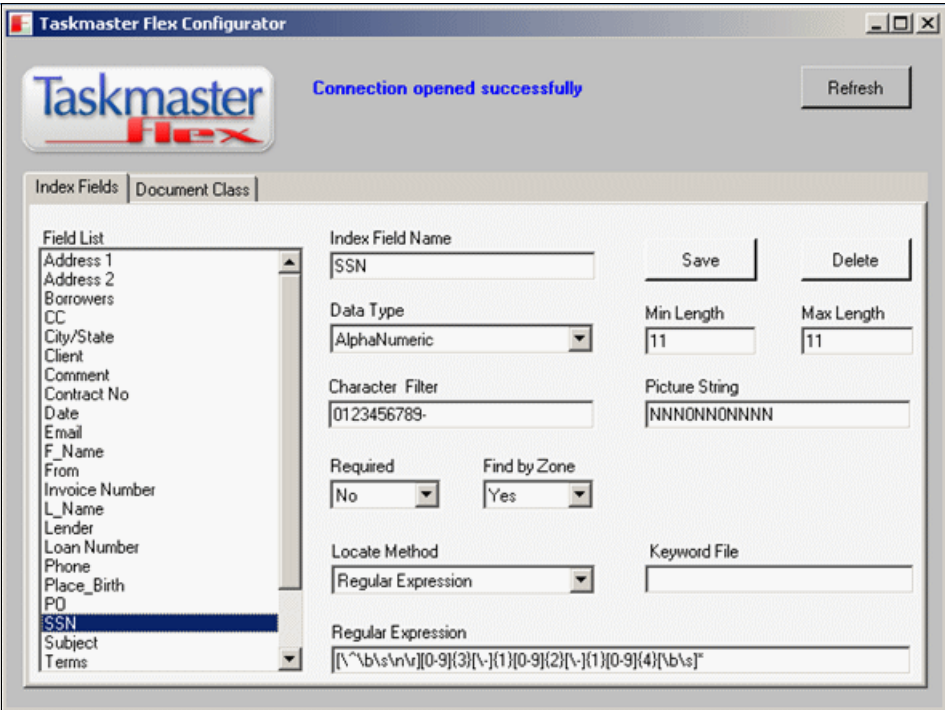 Taskmaster Flex Configurator
Taskmaster
flex
Connection opened successfully
Refresh
Index Fields
Document Class
Field List
Address 1
Address 2
Borrowers
CC
City/State
Client
Comment
Contract No
Date
Email
F_Name
From
Invoice Number
L_Name
Lender
Loan Number
Phone
Place_Birth
PO
SSN
Subject
Terms
Index Field Name
SSN
Save
Delete
Data Type
AlphaNumeric
Min Length
11
Max Length
11
Character Filter
0123456789-
Picture String
NNN0NN0NNNN
Required
No
Find by Zone
Yes
Locate Method
Regular Expression
Keyword File
Regular Expression
[\^\b\s\n\r][0-9]{3}[\-]{1}[0-9]{2}[\-]{1}[0-9]{4}[\b\s]*